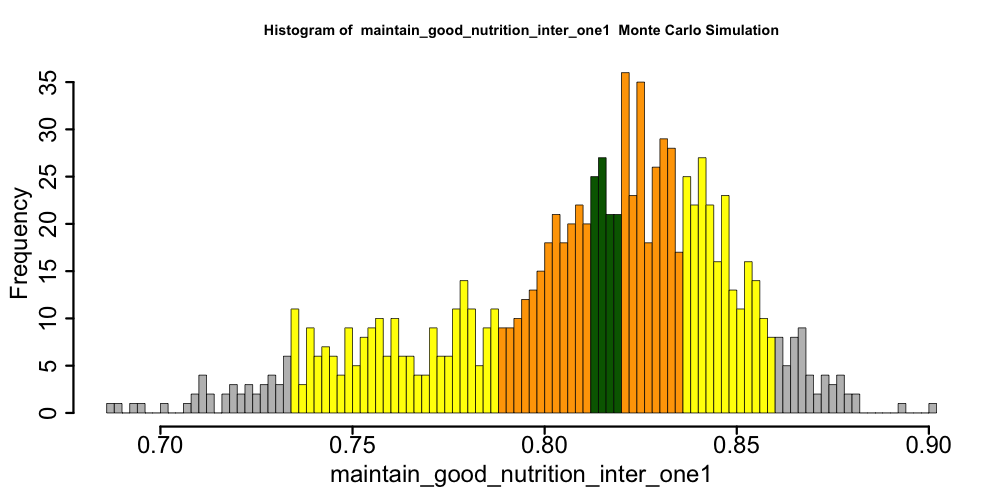 Histogram of  maintain_good_nutrition_inter_one1  Monte Carlo Simulation
Frequency
35
30
25
20
15
10
5
0
0.70 0.75 0.80 0.85 0.90
maintain_good_nutrition_inter_one1